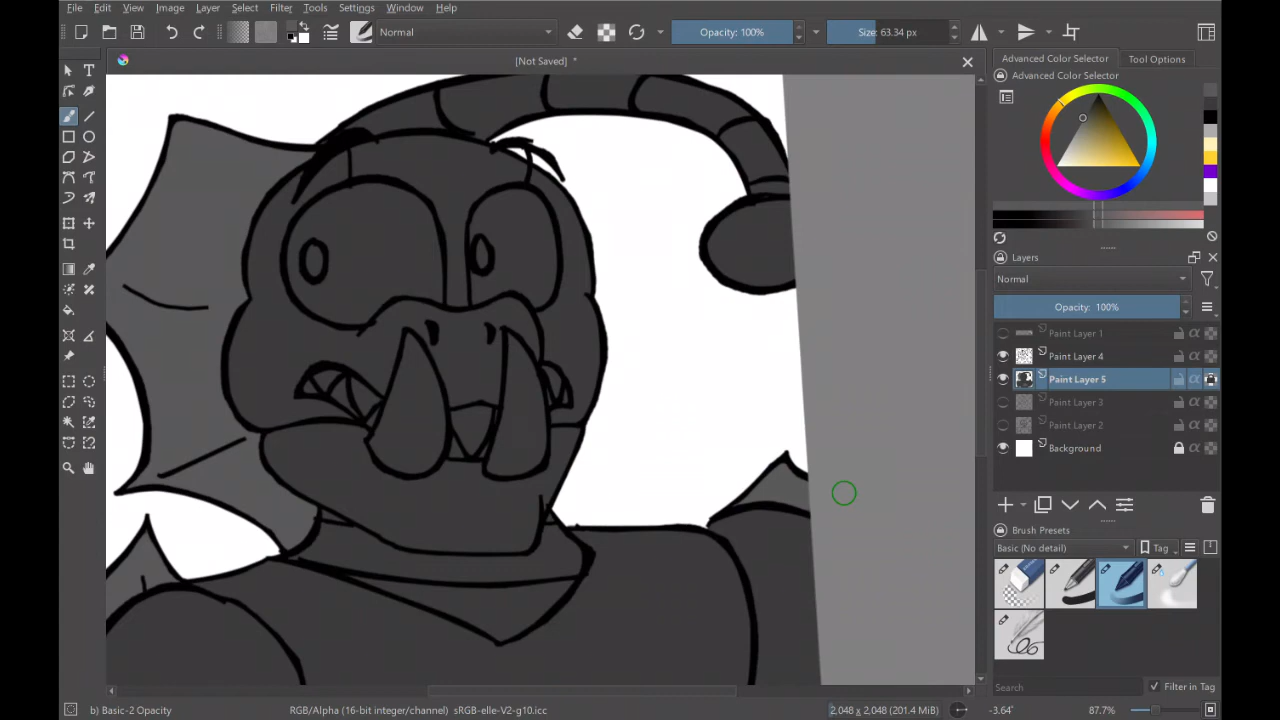 File Edit View Image Layer Select Filter Tools Settings Window Help
Normal
Opacity: 100%
Size: 63.34 px
[Not Saved] *
Advanced Color Selector
Tool Options
Advanced Color Selector
Layers
Normal
Opacity: 100%
Paint Layer 1
Paint Layer 4
Paint Layer 5
Paint Layer 3
Paint Layer 2
Background
Brush Presets
Basic (No detail)
Tag
Search
Filter in Tag
b) Basic-2 Opacity
RGB/Alpha (16-bit integer/channel) sRGB-elle-V2-g10.icc
2,048 x 2,048 (201.4 MiB)
-3.64°
87.7%